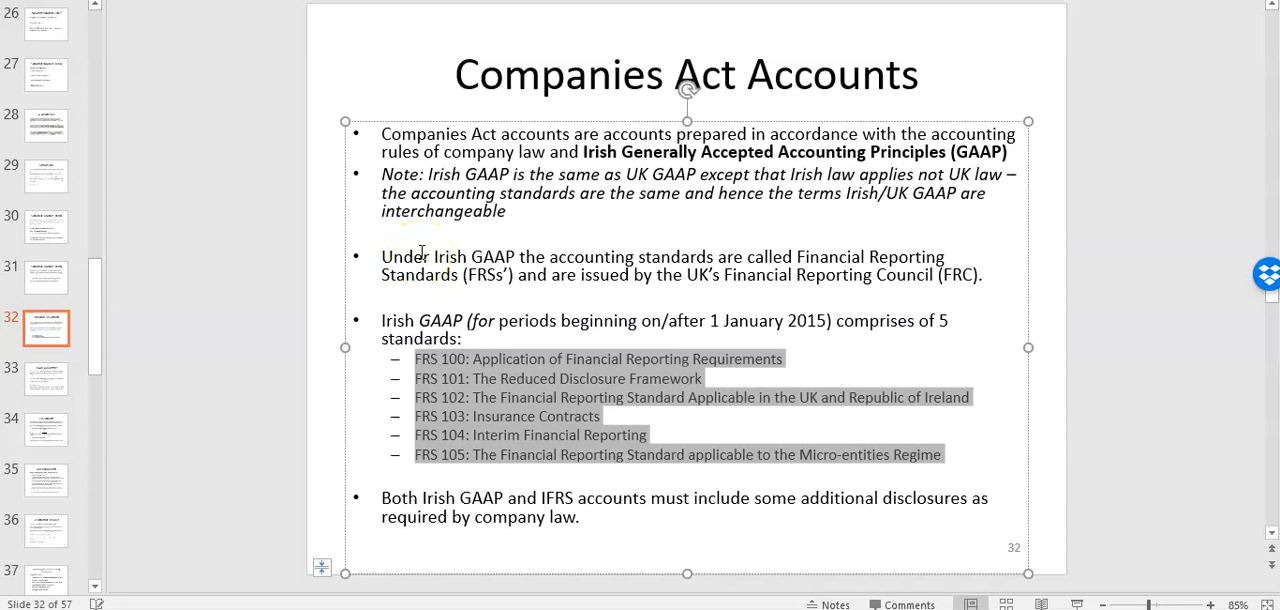 26
27
28
29
30
31
32
33
34
35
36
37
Companies Act Accounts
• Companies Act accounts are accounts prepared in accordance with the accounting
rules of company law and Irish Generally Accepted Accounting Principles (GAAP)
• Note: Irish GAAP is the same as UK GAAP except that Irish law applies not UK law –
the accounting standards are the same and hence the terms Irish/UK GAAP are
interchangeable
• Under Irish GAAP the accounting standards are called Financial Reporting
Standards (FRSs’) and are issued by the UK’s Financial Reporting Council (FRC).
• Irish GAAP (for periods beginning on/after 1 January 2015) comprises of 5
standards:
– FRS 100: Application of Financial Reporting Requirements
– FRS 101: The Reduced Disclosure Framework
– FRS 102: The Financial Reporting Standard Applicable in the UK and Republic of Ireland
– FRS 103: Insurance Contracts
– FRS 104: Interim Financial Reporting
– FRS 105: The Financial Reporting Standard applicable to the Micro-entities Regime
• Both Irish GAAP and IFRS accounts must include some additional disclosures as
required by company law.
32
Slide 32 of 57
Notes
Comments
85%